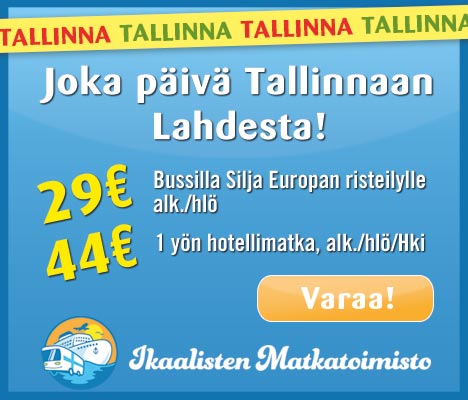 TALLINNA TALLINNA TALLINNA TALLINNA
Joka päivä Tallinnaan
Lahdesta!
29€ Bussilla Silja Europan risteilylle
alk./hlö
44€ 1 yön hotellimatka, alk./hlö/Hki
Varaa!
Ikaalisten Matkatoimisto